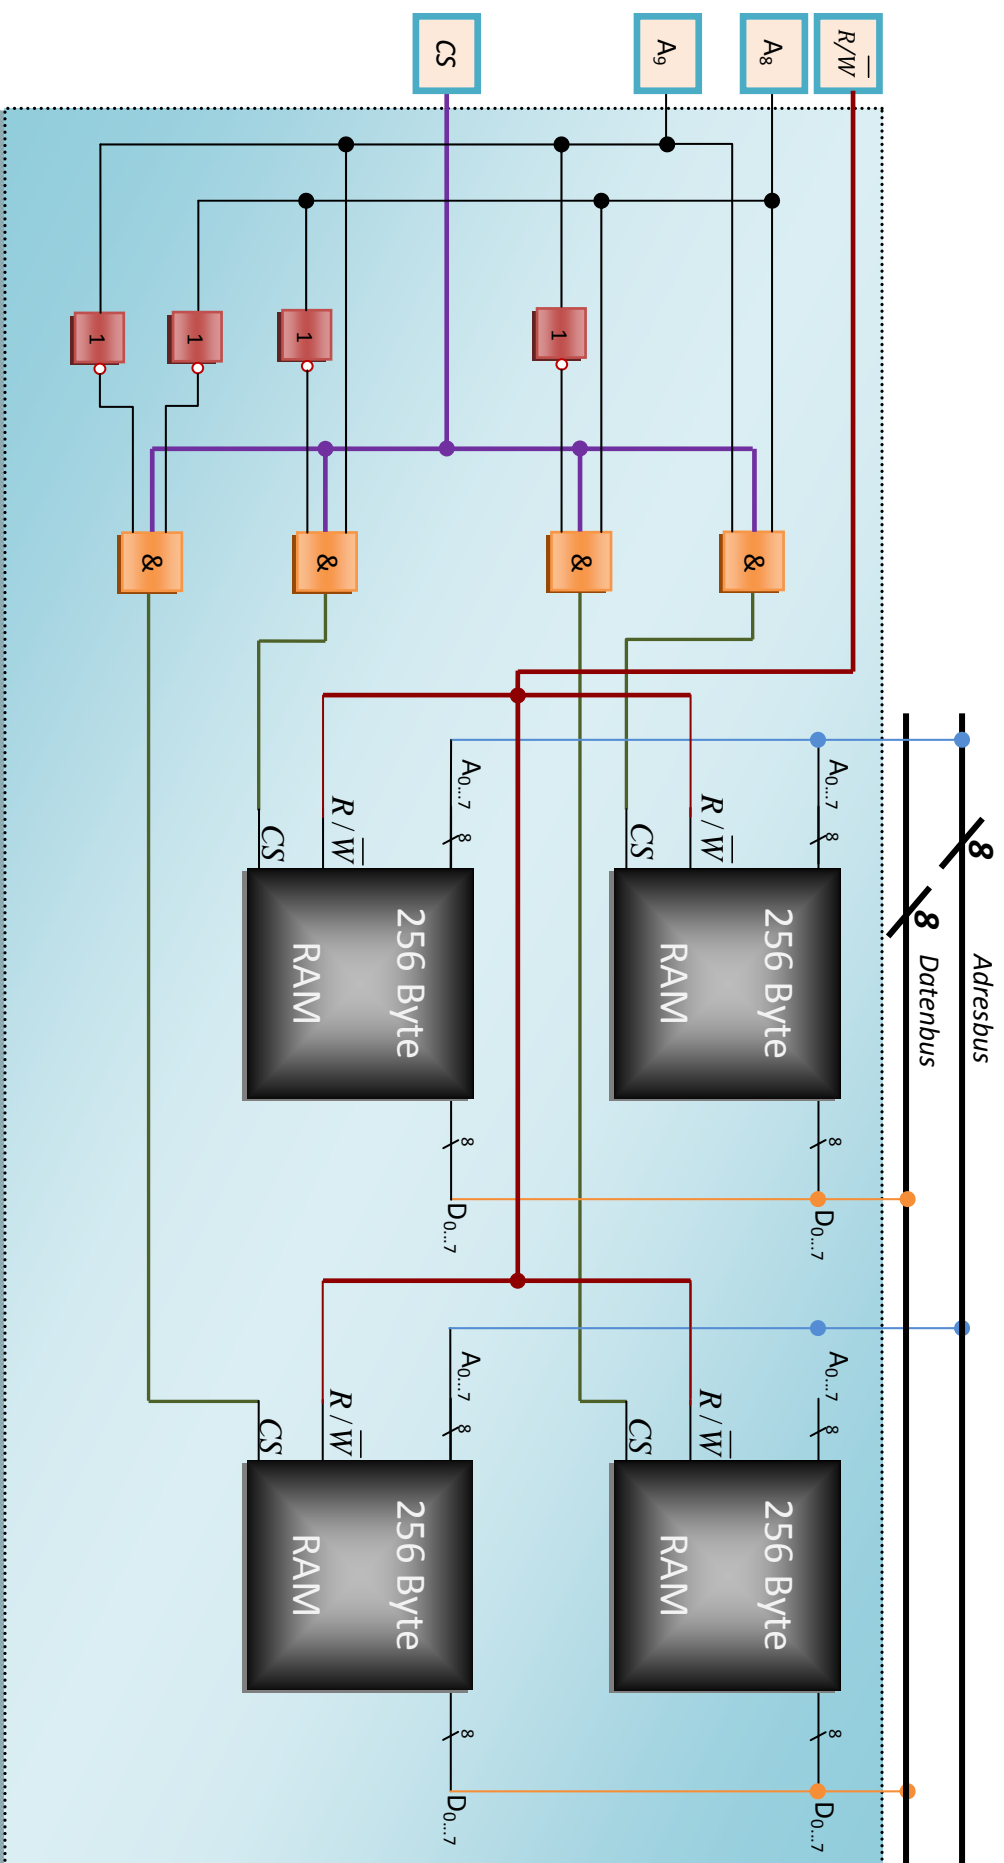 Adresbus
8
Datenbus
8
R/W̅
A₈
A₉
CS
&
&
&
&
1
1
1
1
A₀...₇
8
R/W̅
CS
256 Byte
RAM
8
D₀...₇
A₀...₇
8
R/W̅
CS
256 Byte
RAM
8
D₀...₇
A₀...₇
8
R/W̅
CS
256 Byte
RAM
8
D₀...₇
A₀...₇
8
R/W̅
CS
256 Byte
RAM
8
D₀...₇